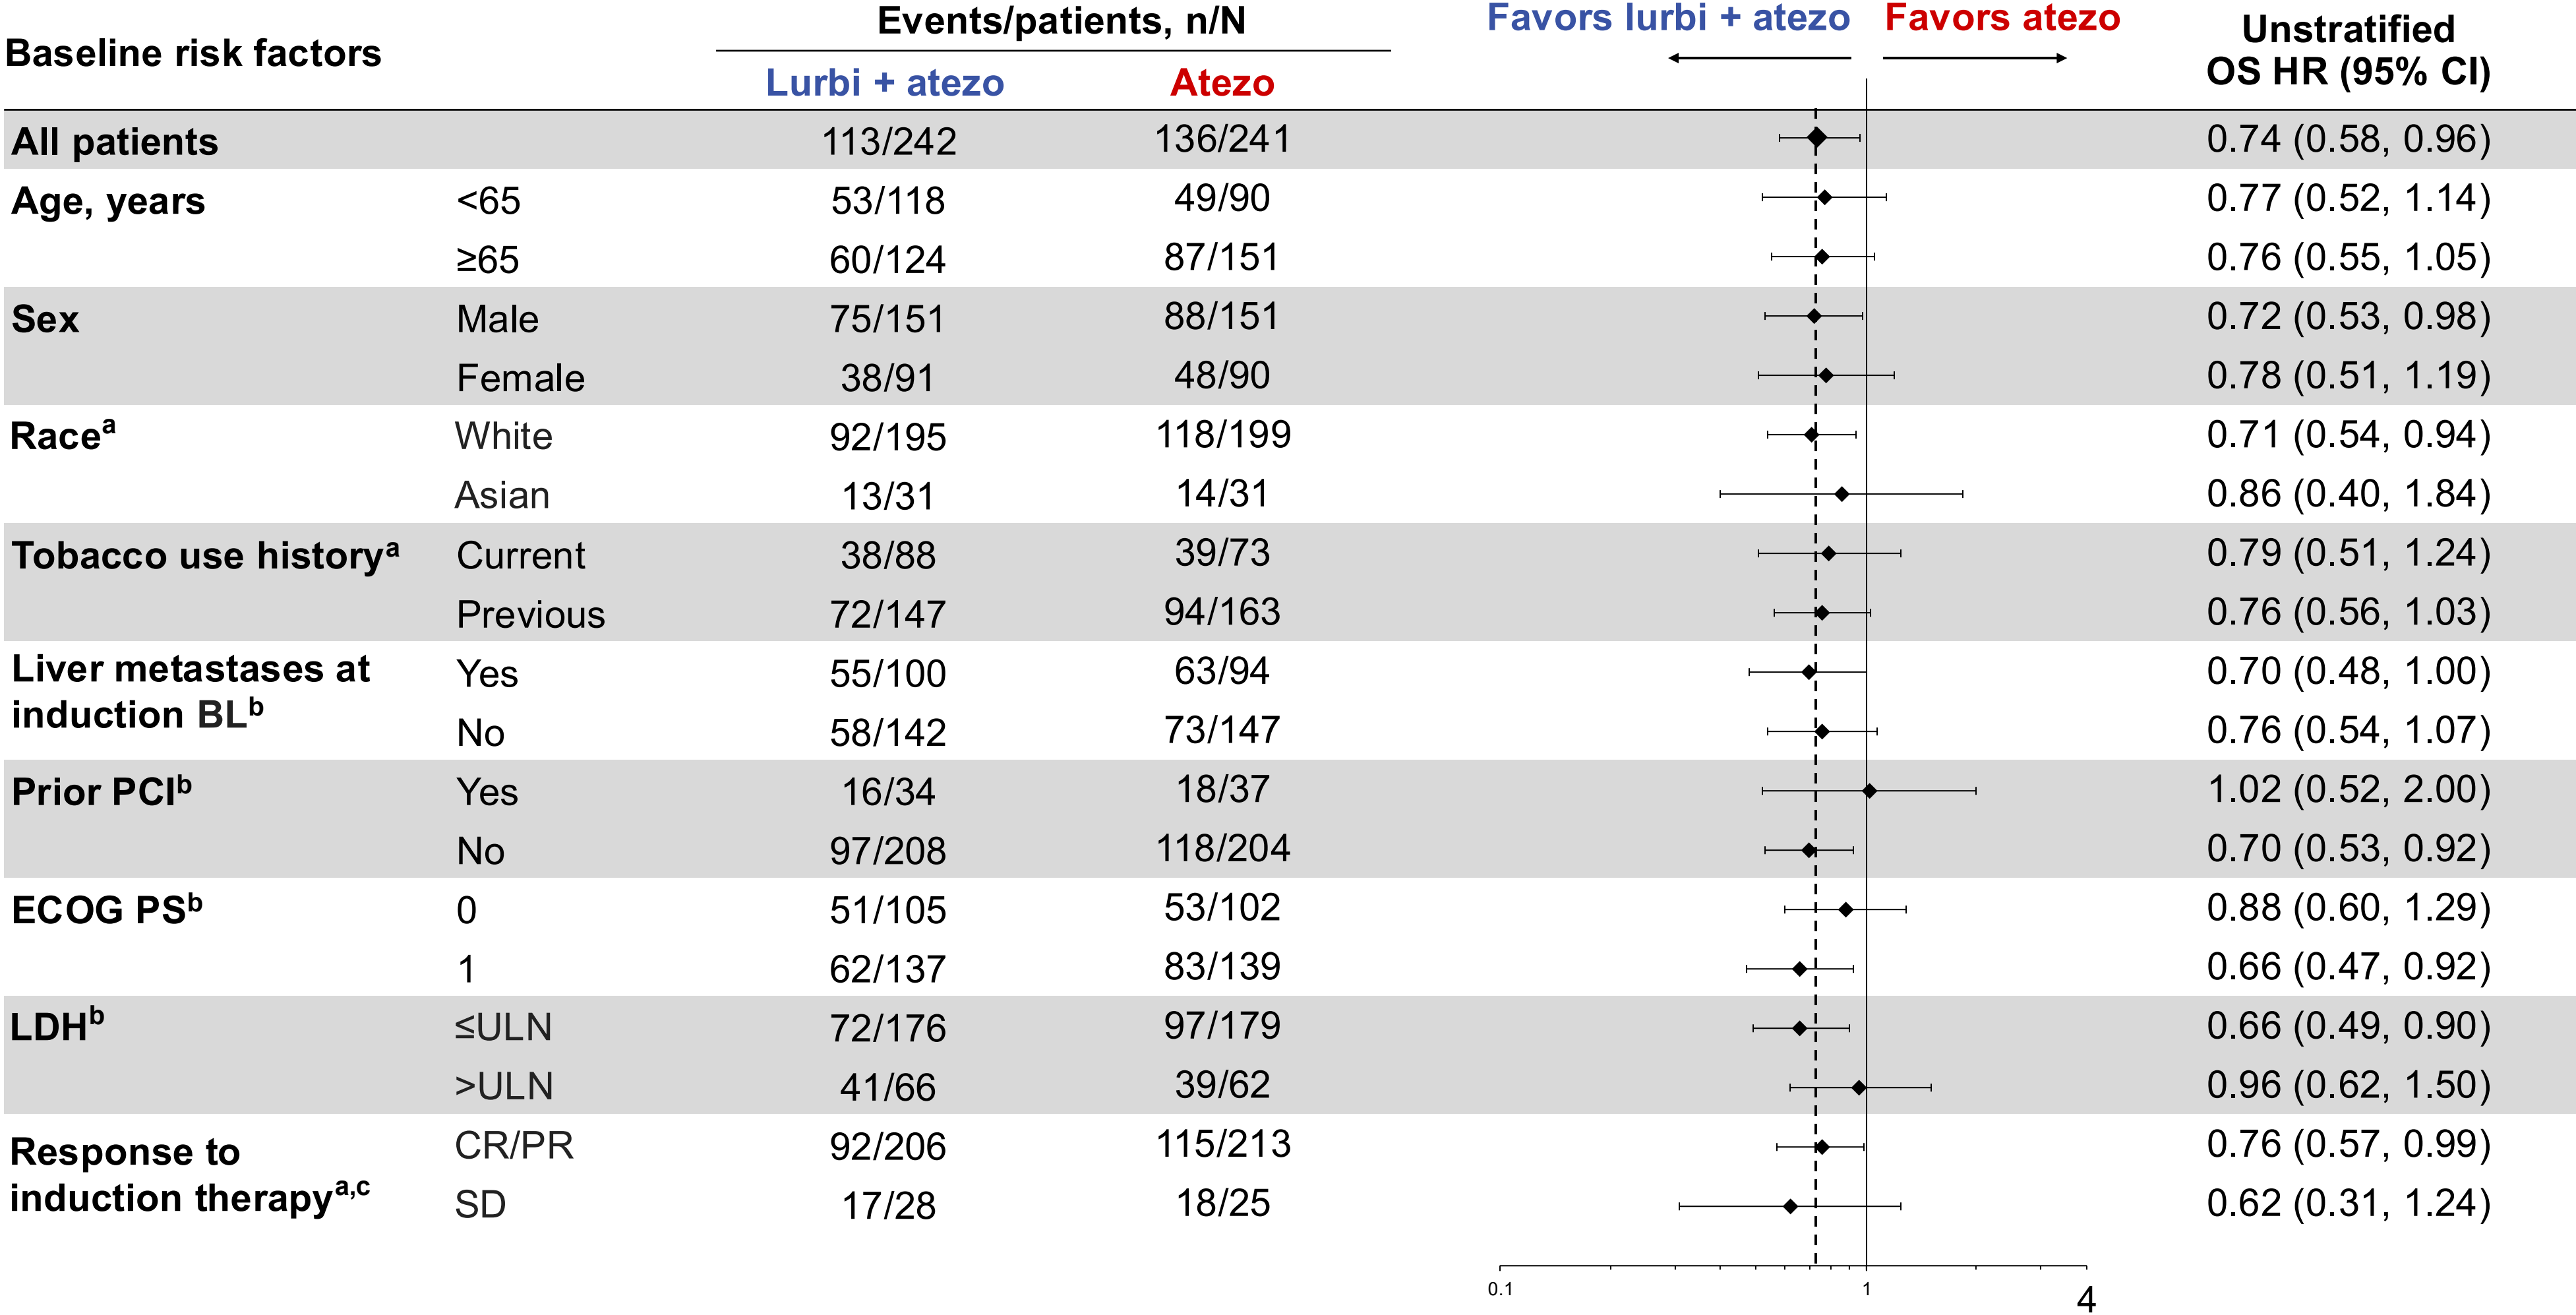 Events/patients, n/N Favors lurbi + atezo Favors atezo Unstratified
Baseline risk factors Lurbi + atezo Atezo OS HR (95% CI)
All patients 113/242 136/241 0.74 (0.58, 0.96)
Age, years <65 53/118 49/90 0.77 (0.52, 1.14)
≥65 60/124 87/151 0.76 (0.55, 1.05)
Sex Male 75/151 88/151 0.72 (0.53, 0.98)
Female 38/91 48/90 0.78 (0.51, 1.19)
Raceᵃ White 92/195 118/199 0.71 (0.54, 0.94)
Asian 13/31 14/31 0.86 (0.40, 1.84)
Tobacco use historyᵃ Current 38/88 39/73 0.79 (0.51, 1.24)
Previous 72/147 94/163 0.76 (0.56, 1.03)
Liver metastases at Yes 55/100 63/94 0.70 (0.48, 1.00)
induction BLᵇ No 58/142 73/147 0.76 (0.54, 1.07)
Prior PCIᵇ Yes 16/34 18/37 1.02 (0.52, 2.00)
No 97/208 118/204 0.70 (0.53, 0.92)
ECOG PSᵇ 0 51/105 53/102 0.88 (0.60, 1.29)
1 62/137 83/139 0.66 (0.47, 0.92)
LDHᵇ ≤ULN 72/176 97/179 0.66 (0.49, 0.90)
>ULN 41/66 39/62 0.96 (0.62, 1.50)
Response to CR/PR 92/206 115/213 0.76 (0.57, 0.99)
induction therapyᵃ,ᶜ SD 17/28 18/25 0.62 (0.31, 1.24)
0.1 1 4